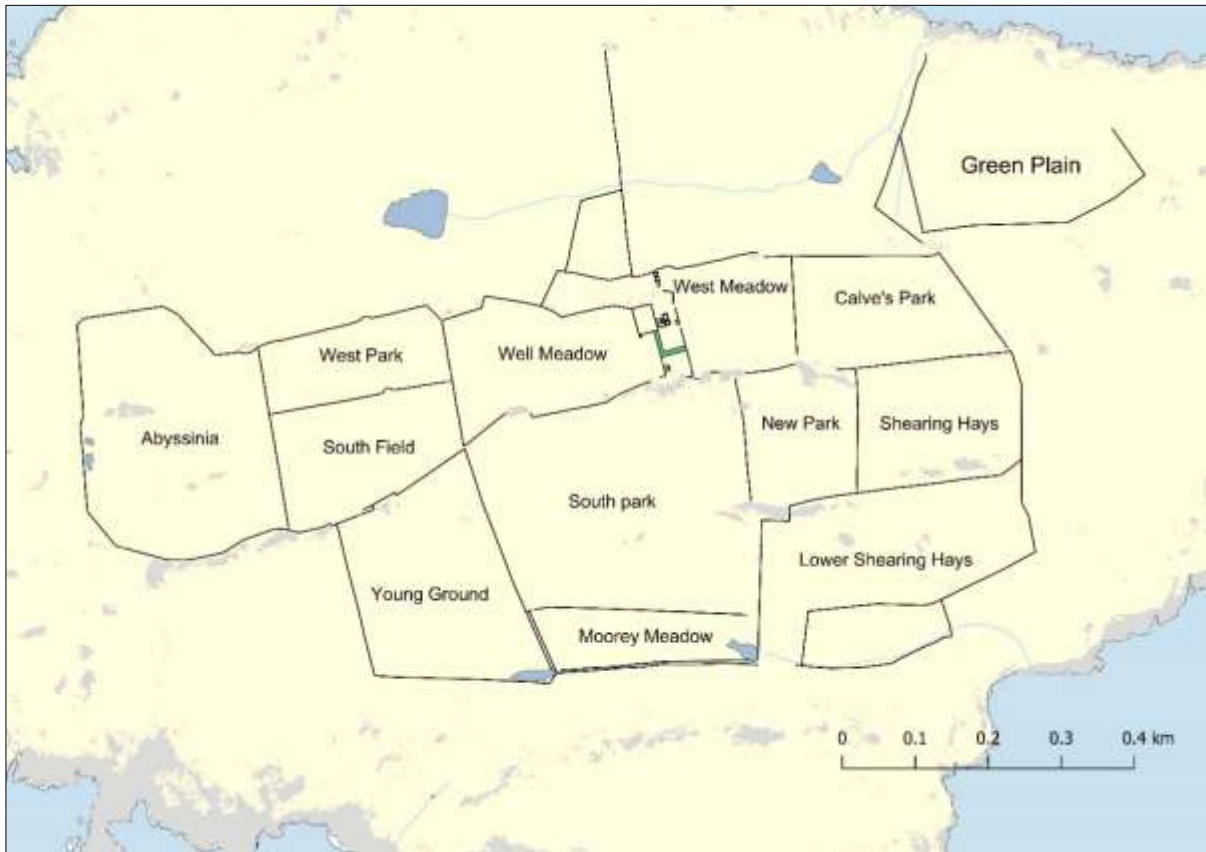 Green Plain
West Meadow
Calve's Park
West Park
Well Meadow
Abyssinia
South Field
New Park
Shearing Hays
South park
Lower Shearing Hays
Young Ground
Moorey Meadow
0 0.1 0.2 0.3 0.4 km